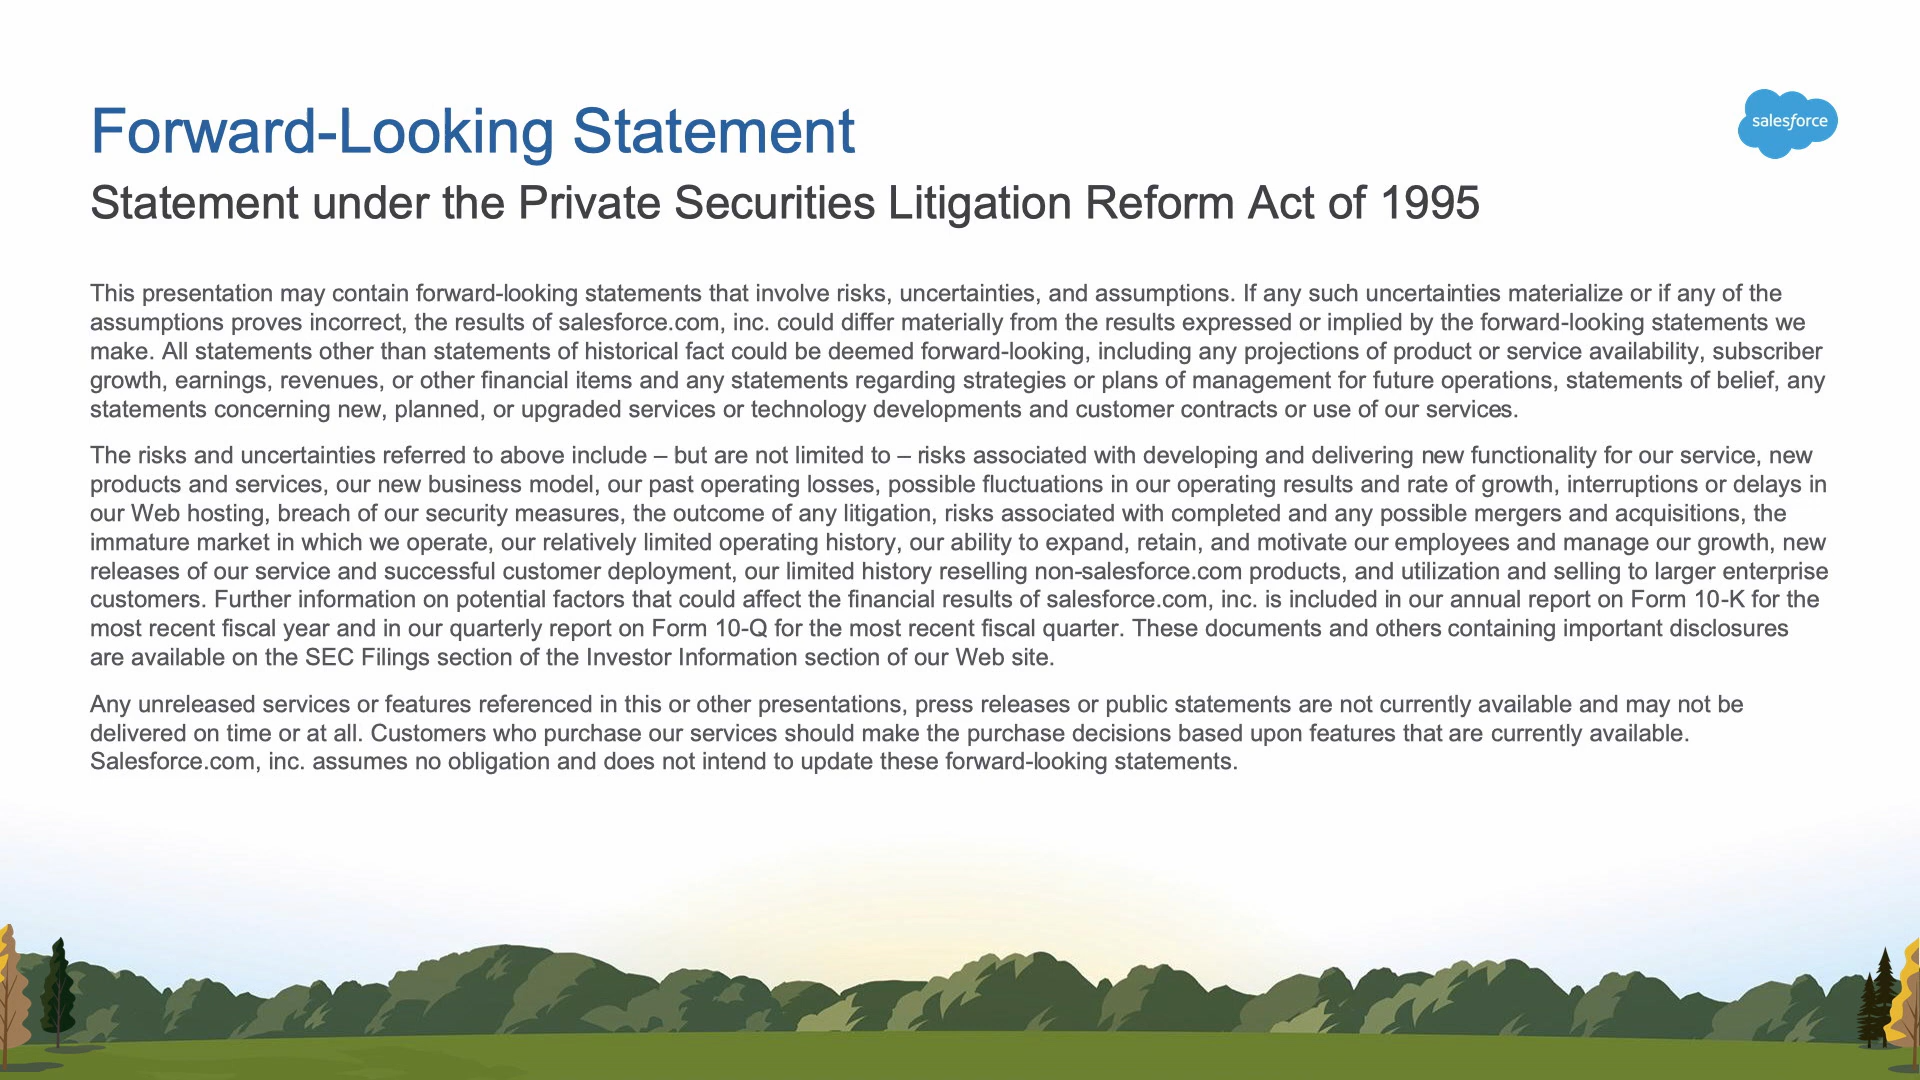 Forward-Looking Statement
salesforce
Statement under the Private Securities Litigation Reform Act of 1995
This presentation may contain forward-looking statements that involve risks, uncertainties, and assumptions. If any such uncertainties materialize or if any of the
assumptions proves incorrect, the results of salesforce.com, inc. could differ materially from the results expressed or implied by the forward-looking statements we
make. All statements other than statements of historical fact could be deemed forward-looking, including any projections of product or service availability, subscriber
growth, earnings, revenues, or other financial items and any statements regarding strategies or plans of management for future operations, statements of belief, any
statements concerning new, planned, or upgraded services or technology developments and customer contracts or use of our services.
The risks and uncertainties referred to above include – but are not limited to – risks associated with developing and delivering new functionality for our service, new
products and services, our new business model, our past operating losses, possible fluctuations in our operating results and rate of growth, interruptions or delays in
our Web hosting, breach of our security measures, the outcome of any litigation, risks associated with completed and any possible mergers and acquisitions, the
immature market in which we operate, our relatively limited operating history, our ability to expand, retain, and motivate our employees and manage our growth, new
releases of our service and successful customer deployment, our limited history reselling non-salesforce.com products, and utilization and selling to larger enterprise
customers. Further information on potential factors that could affect the financial results of salesforce.com, inc. is included in our annual report on Form 10-K for the
most recent fiscal year and in our quarterly report on Form 10-Q for the most recent fiscal quarter. These documents and others containing important disclosures
are available on the SEC Filings section of the Investor Information section of our Web site.
Any unreleased services or features referenced in this or other presentations, press releases or public statements are not currently available and may not be
delivered on time or at all. Customers who purchase our services should make the purchase decisions based upon features that are currently available.
Salesforce.com, inc. assumes no obligation and does not intend to update these forward-looking statements.